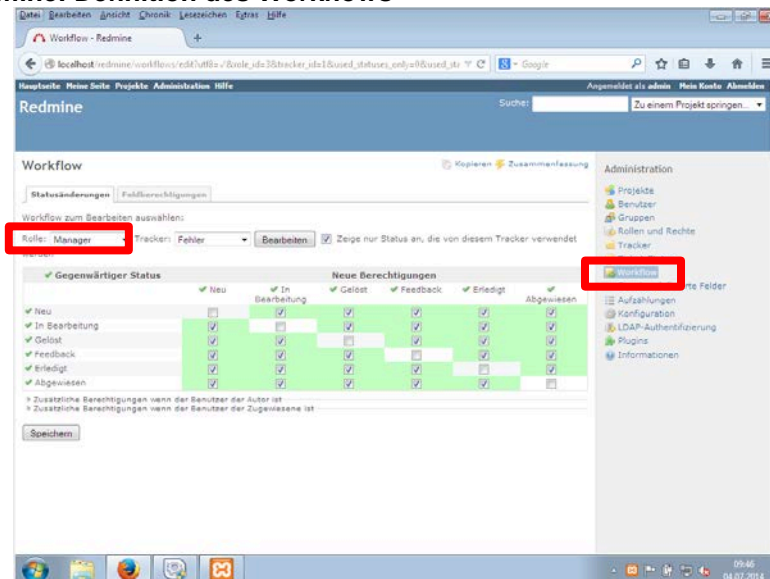 Definition des Workflows
Datei Bearbeiten Ansicht Chronik Lesezeichen Extras Hilfe
Workflow - Redmine
localhost/redmine/workflows/edit?utf8=✓&role_id=3&tracker_id=1&used_statuses_only=0&used_sta
Google
Hauptseite Meine Seite Projekte Administration Hilfe
Angemeldet als admin Mein Konto Abmelden
Redmine
Suche:
Zu einem Projekt springen...
Workflow
Kopieren Zusammenfassung
Statusänderungen Feldberechtigungen
Workflow zum Bearbeiten auswählen:
Rolle: Manager Tracker: Fehler Bearbeiten Zeige nur Status an, die von diesem Tracker verwendet
werden
Gegenwärtiger Status Neue Berechtigungen
Neu In Bearbeitung Gelöst Feedback Erledigt Abgewiesen
Neu
In Bearbeitung
Gelöst
Feedback
Erledigt
Abgewiesen
Zusätzliche Berechtigungen wenn der Benutzer der Autor ist
Zusätzliche Berechtigungen wenn der Benutzer der Zugewiesene ist
Speichern
Administration
Projekte
Benutzer
Gruppen
Rollen und Rechte
Tracker
Workflow
Felder
Aufzählungen
Konfiguration
LDAP-Authentifizierung
Plugins
Informationen
09:46
04.07.2014